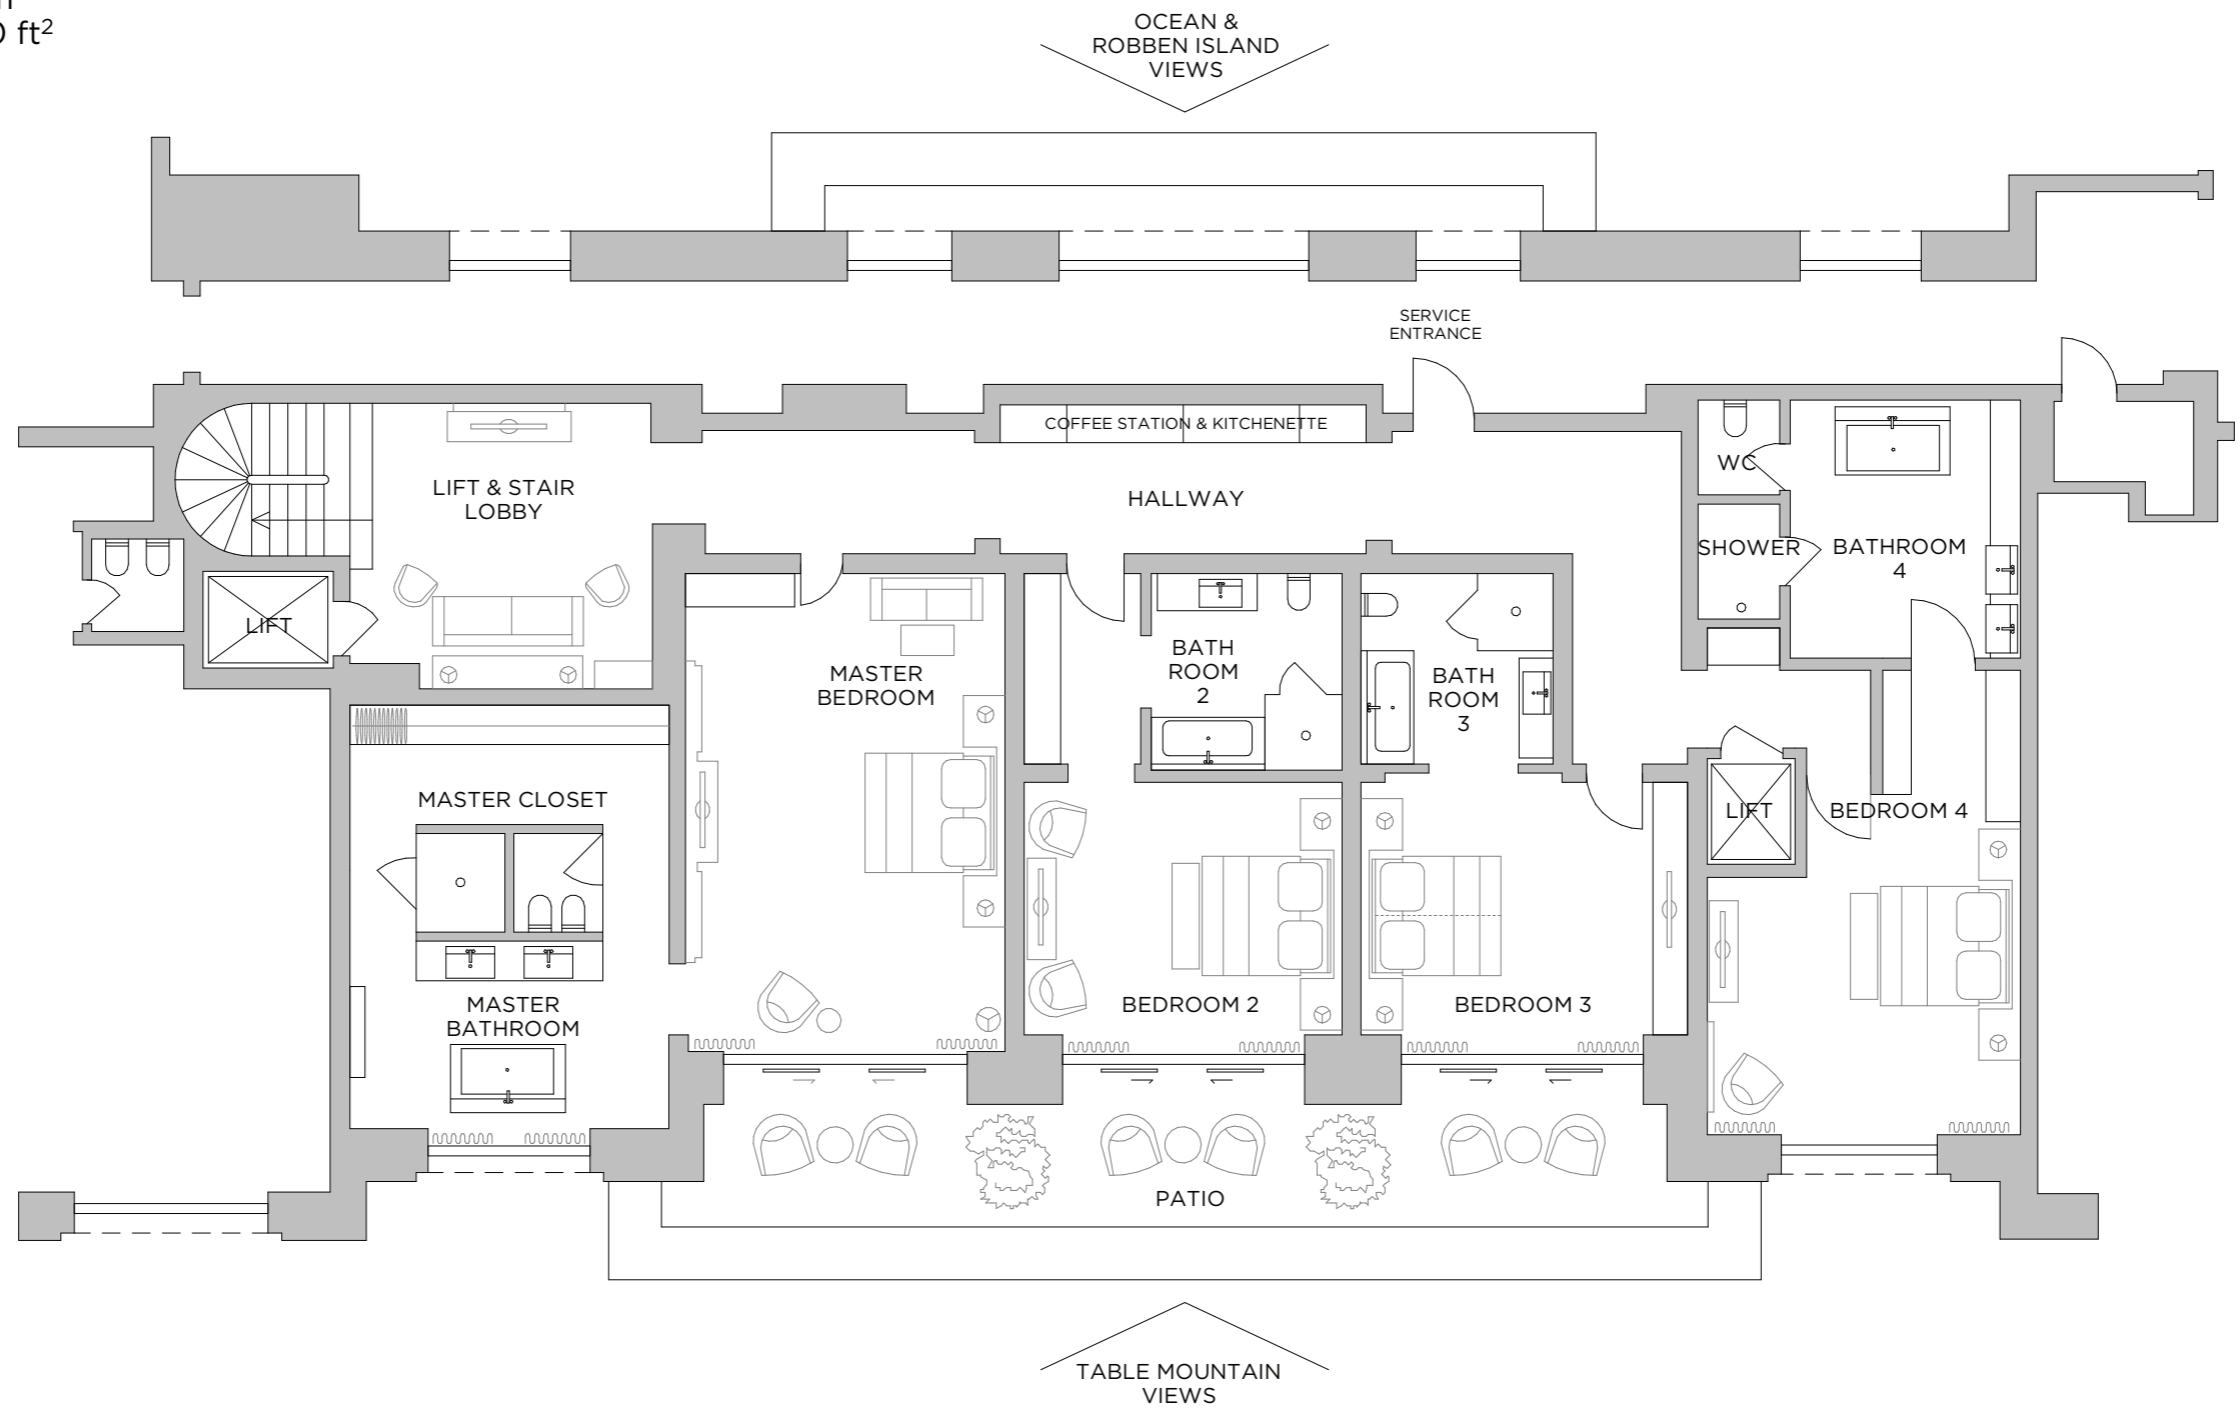 ft²
OCEAN &
ROBBEN ISLAND
VIEWS
SERVICE
ENTRANCE
COFFEE STATION & KITCHENETTE
LIFT & STAIR
LOBBY
HALLWAY
WC
SHOWER
BATHROOM
4
LIFT
MASTER
BEDROOM
BATH
ROOM
2
BATH
ROOM
3
MASTER CLOSET
LIFT
BEDROOM 4
MASTER
BATHROOM
BEDROOM 2
BEDROOM 3
PATIO
TABLE MOUNTAIN
VIEWS